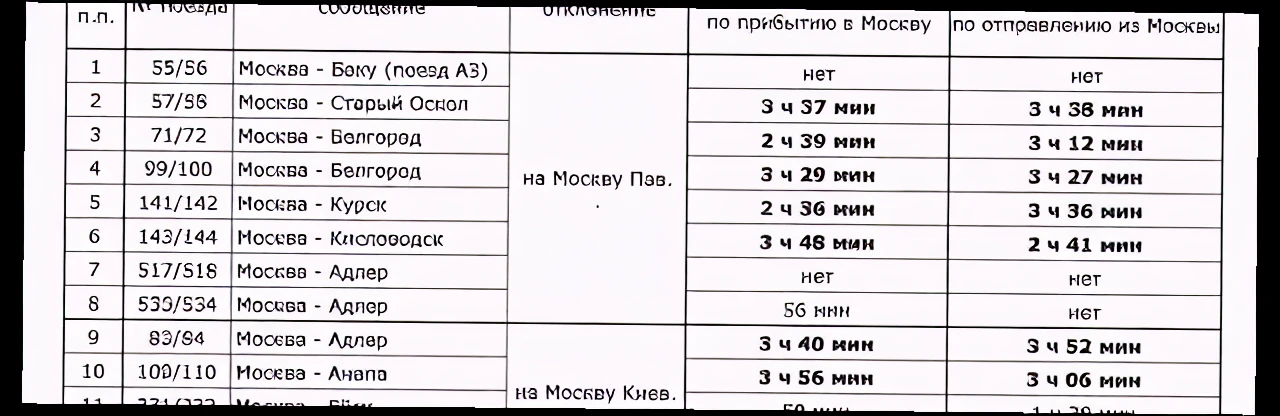 п.п. № поезда сообщение отклонение по прибытию в Москву по отправлению из Москвы
1 55/56 Москва - Баку (поезд АЗ) нет нет
2 57/58 Москва - Старый Оскол 3 ч 37 мин 3 ч 38 мин
3 71/72 Москва - Белгород 2 ч 39 мин 3 ч 12 мин
4 99/100 Москва - Белгород на Москву Пав. 3 ч 29 мин 3 ч 27 мин
5 141/142 Москва - Курск 2 ч 36 мин 3 ч 36 мин
6 143/144 Москва - Кисловодск 3 ч 48 мин 2 ч 41 мин
7 517/518 Москва - Адлер нет нет
8 533/534 Москва - Адлер 56 мин нет
9 83/84 Москва - Адлер 3 ч 40 мин 3 ч 52 мин
10 109/110 Москва - Анапа на Москву Киев. 3 ч 56 мин 3 ч 06 мин
11 Москва -